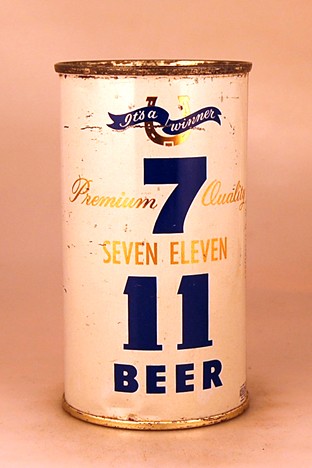 It's a winner
7
Premium Quality
SEVEN ELEVEN
11
BEER